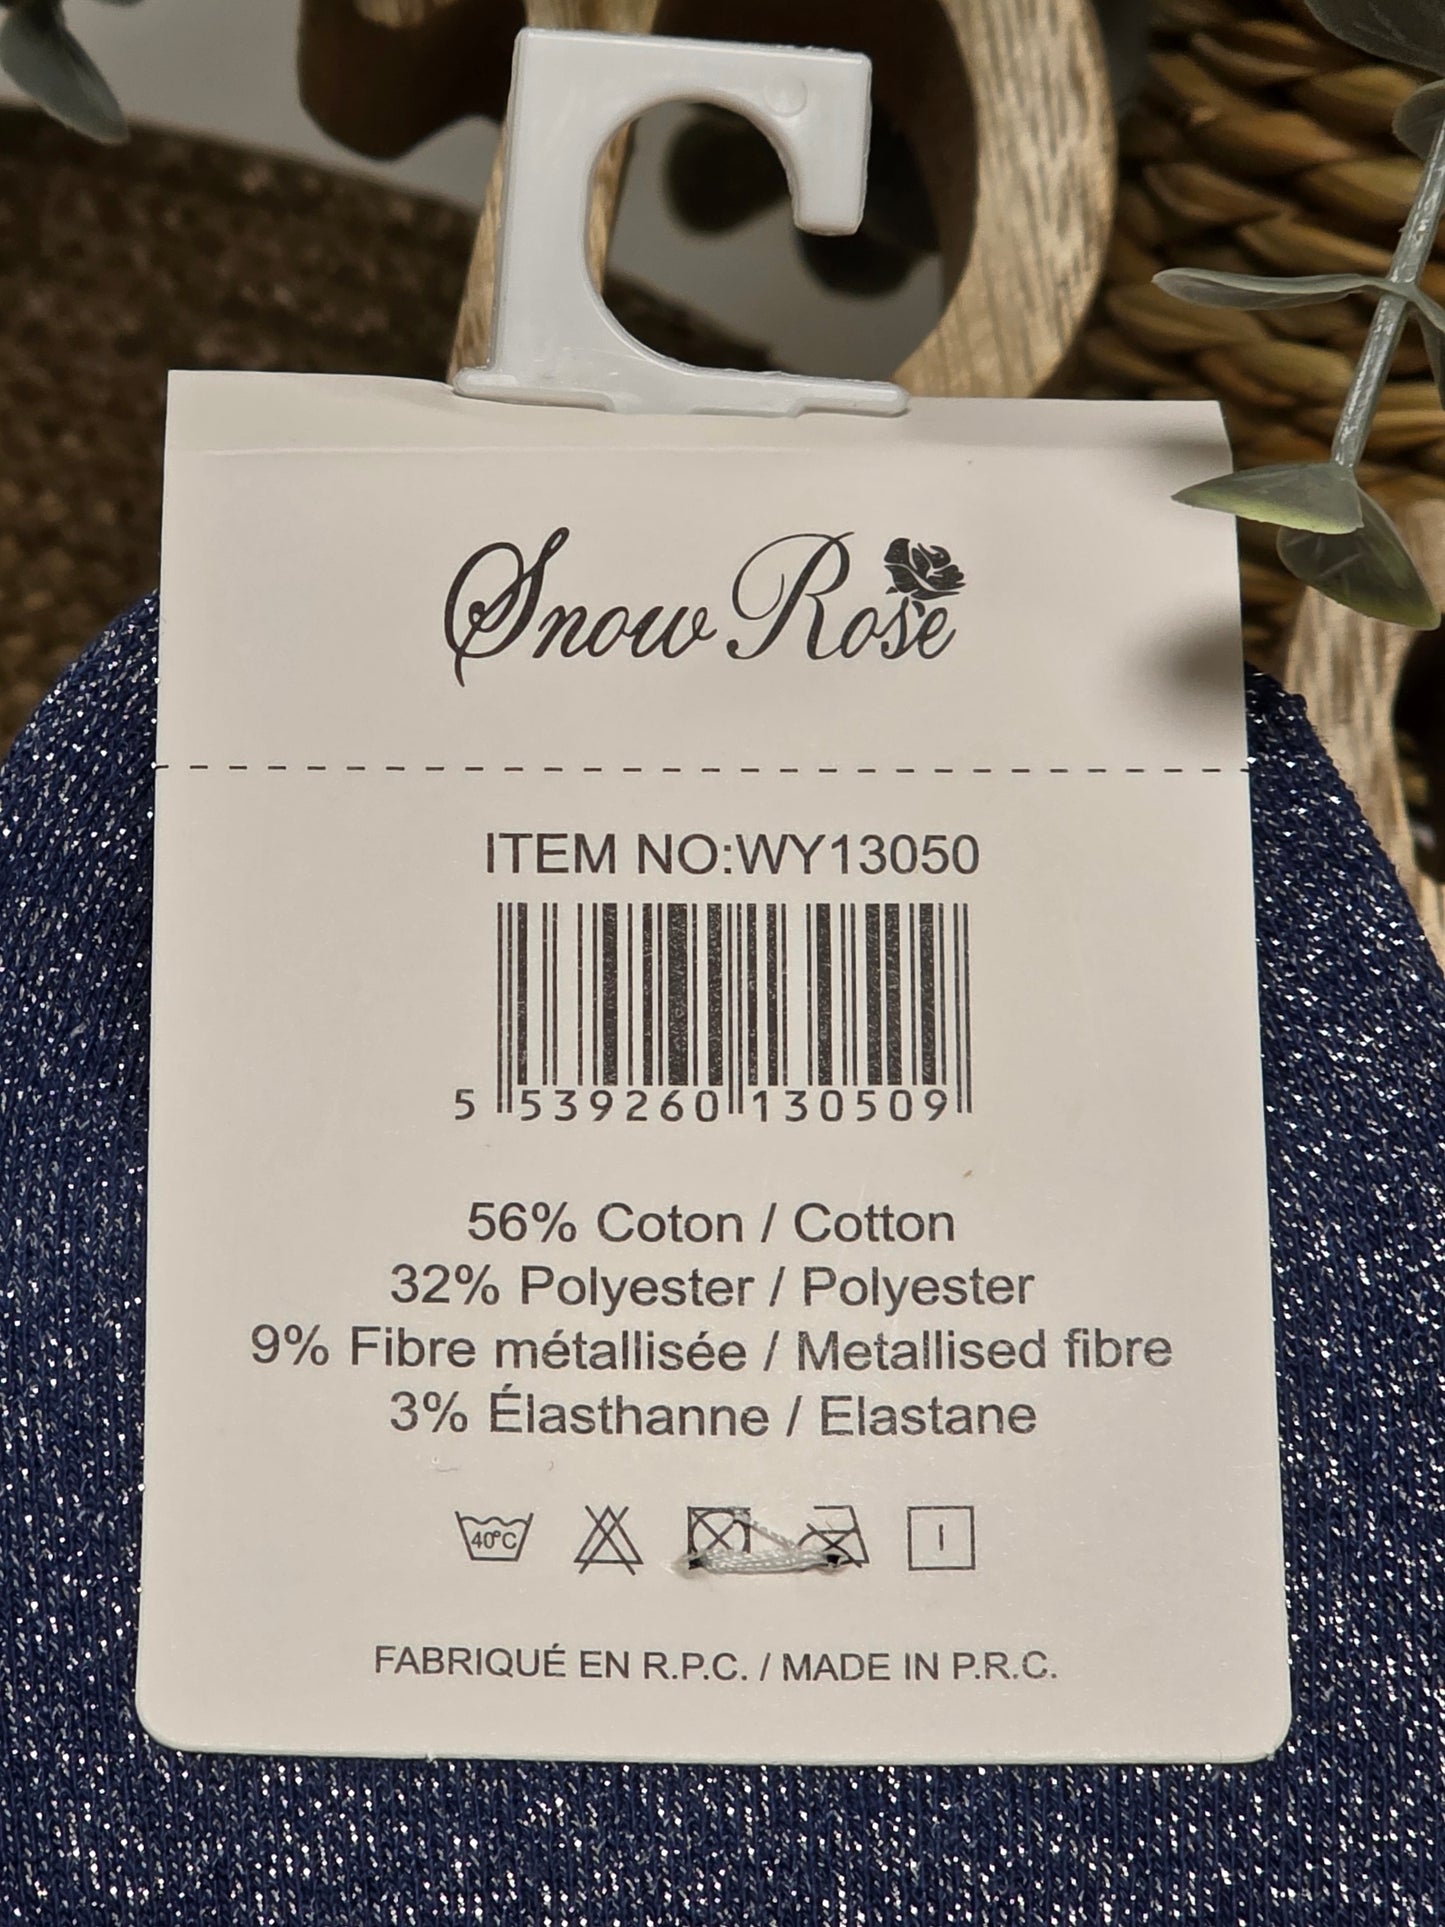 Snow Rose
ITEM NO:WY13050
5 539260 130509
56% Coton / Cotton
32% Polyester / Polyester
9% Fibre métallisée / Metallised fibre
3% Élasthanne / Elastane
40°C
FABRIQUÉ EN R.P.C. / MADE IN P.R.C.